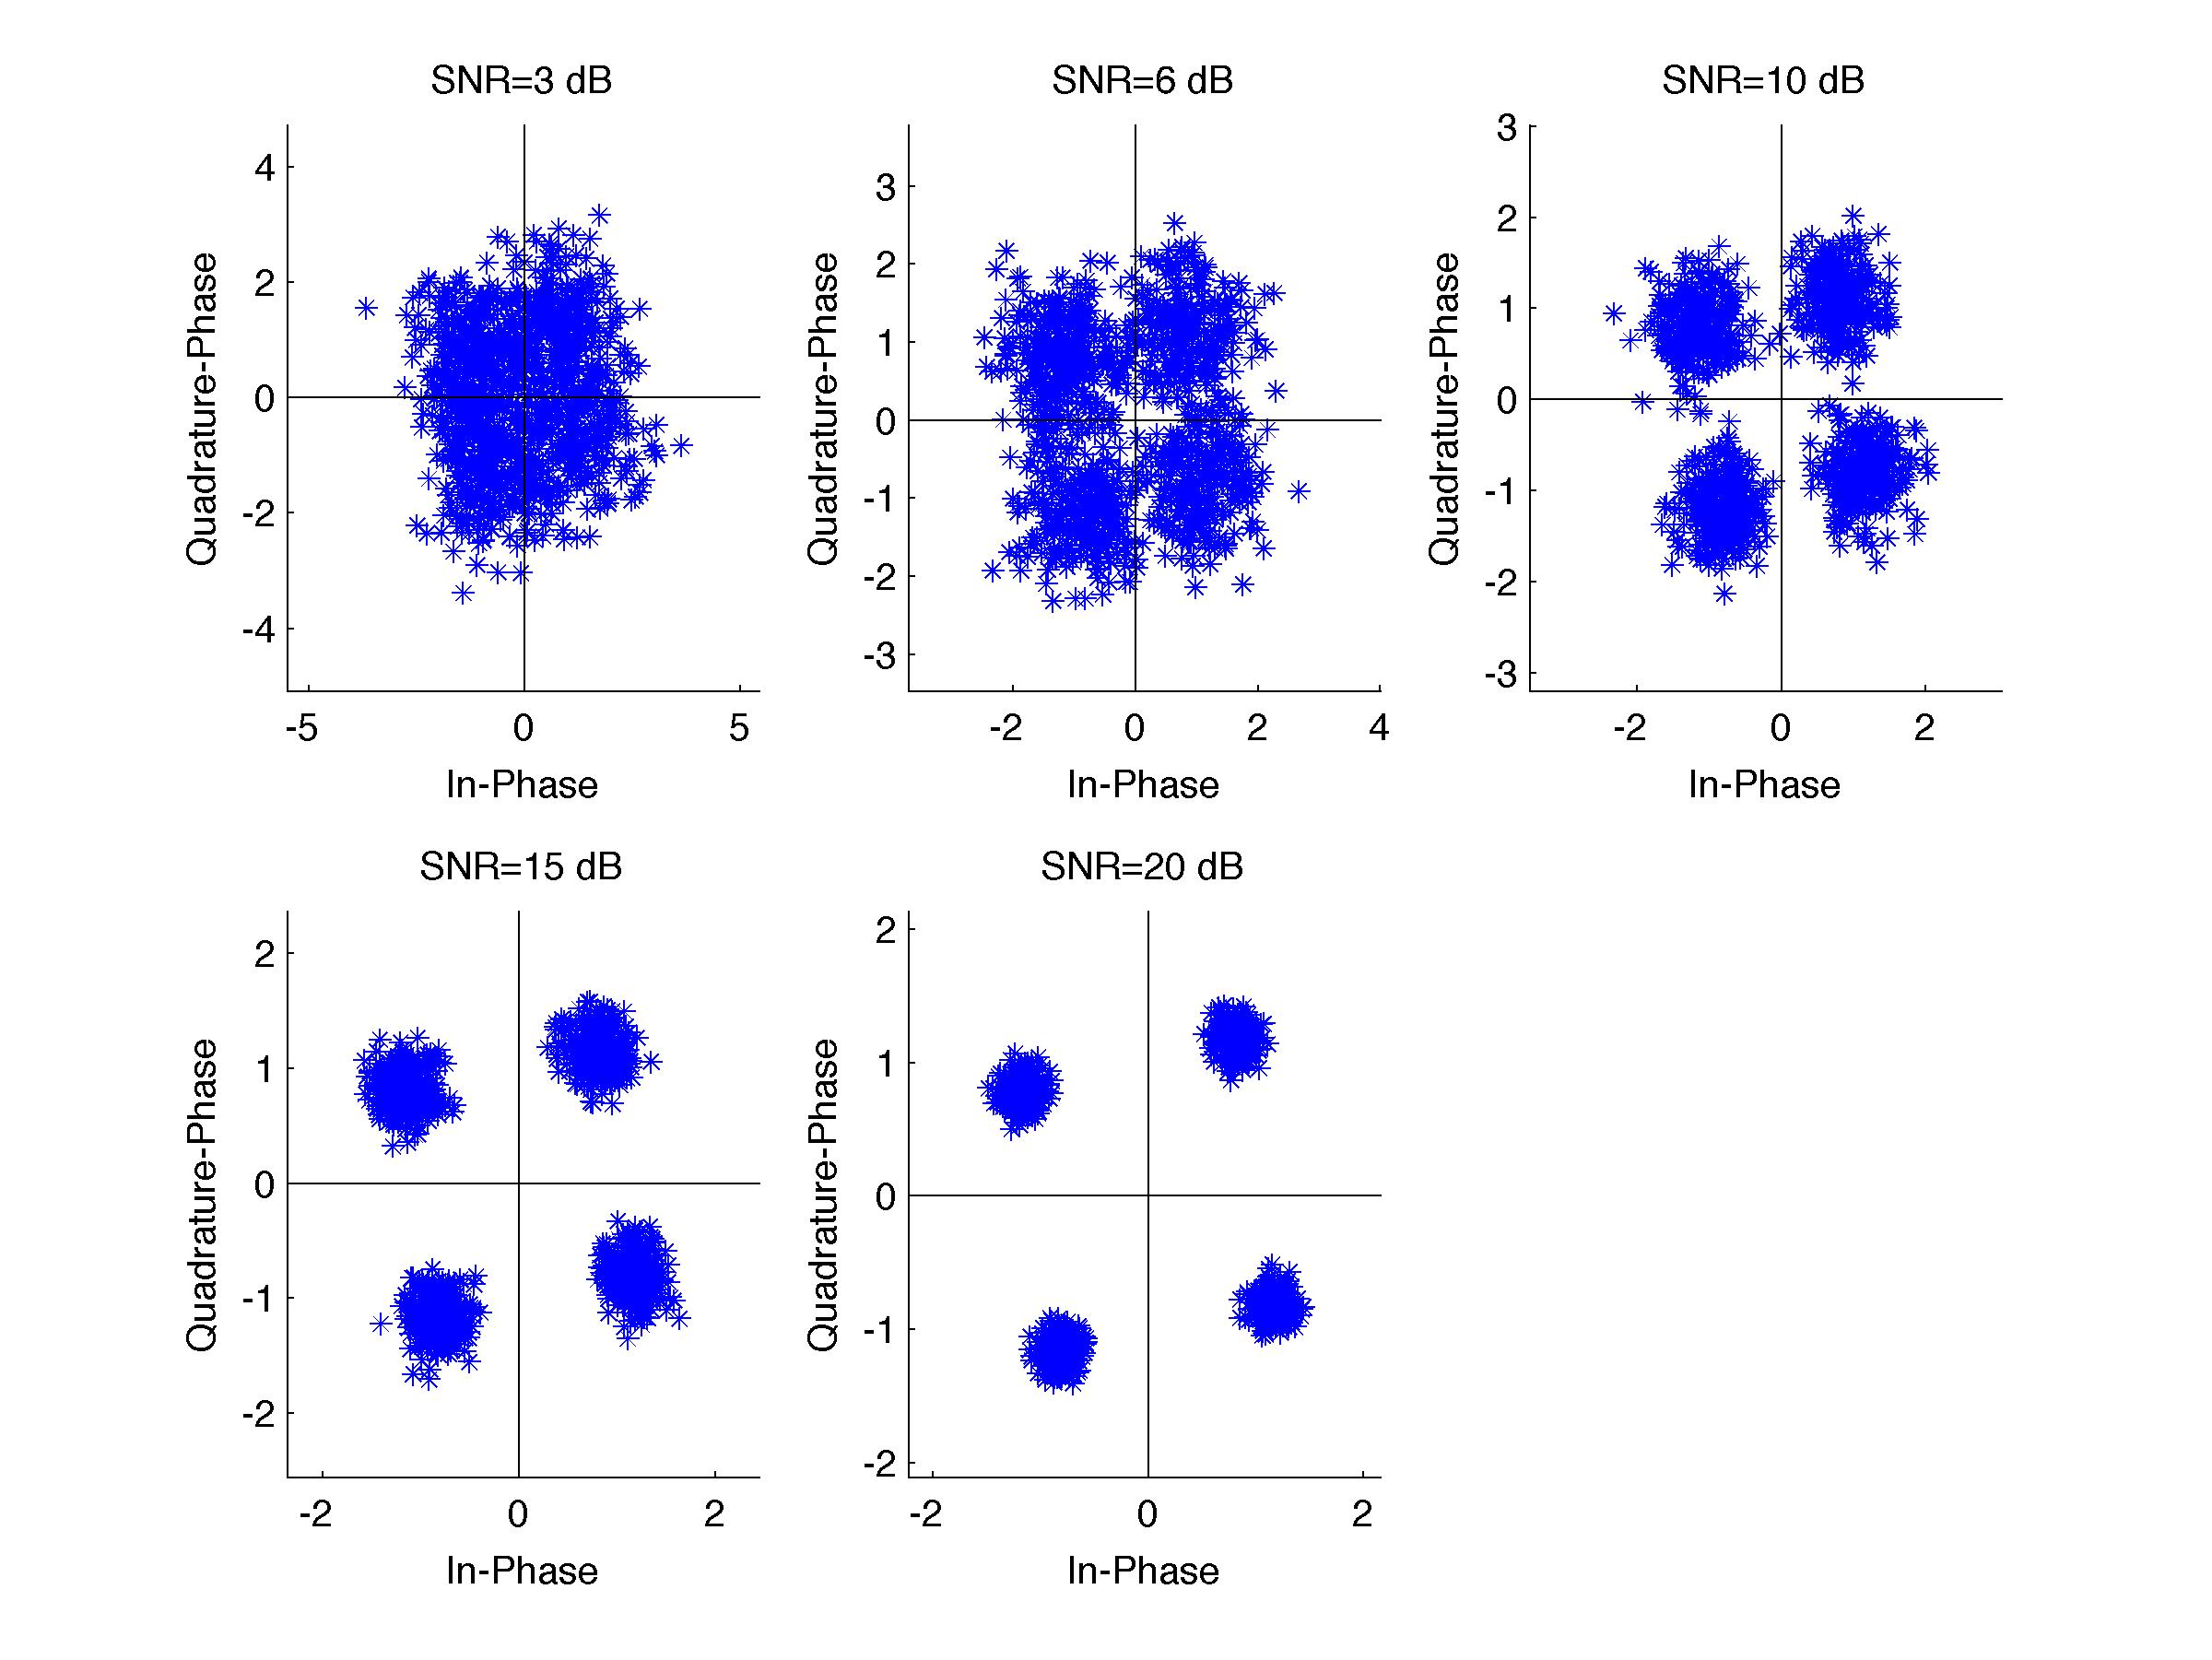 SNR=3 dB
4
2
0
-2
-4
Quadrature-Phase
-5 0 5
In-Phase
SNR=6 dB
3
2
1
0
-1
-2
-3
Quadrature-Phase
-2 0 2 4
In-Phase
SNR=10 dB
3
2
1
0
-1
-2
-3
Quadrature-Phase
-2 0 2
In-Phase
SNR=15 dB
2
1
0
-1
-2
Quadrature-Phase
-2 0 2
In-Phase
SNR=20 dB
2
1
0
-1
-2
Quadrature-Phase
-2 0 2
In-Phase